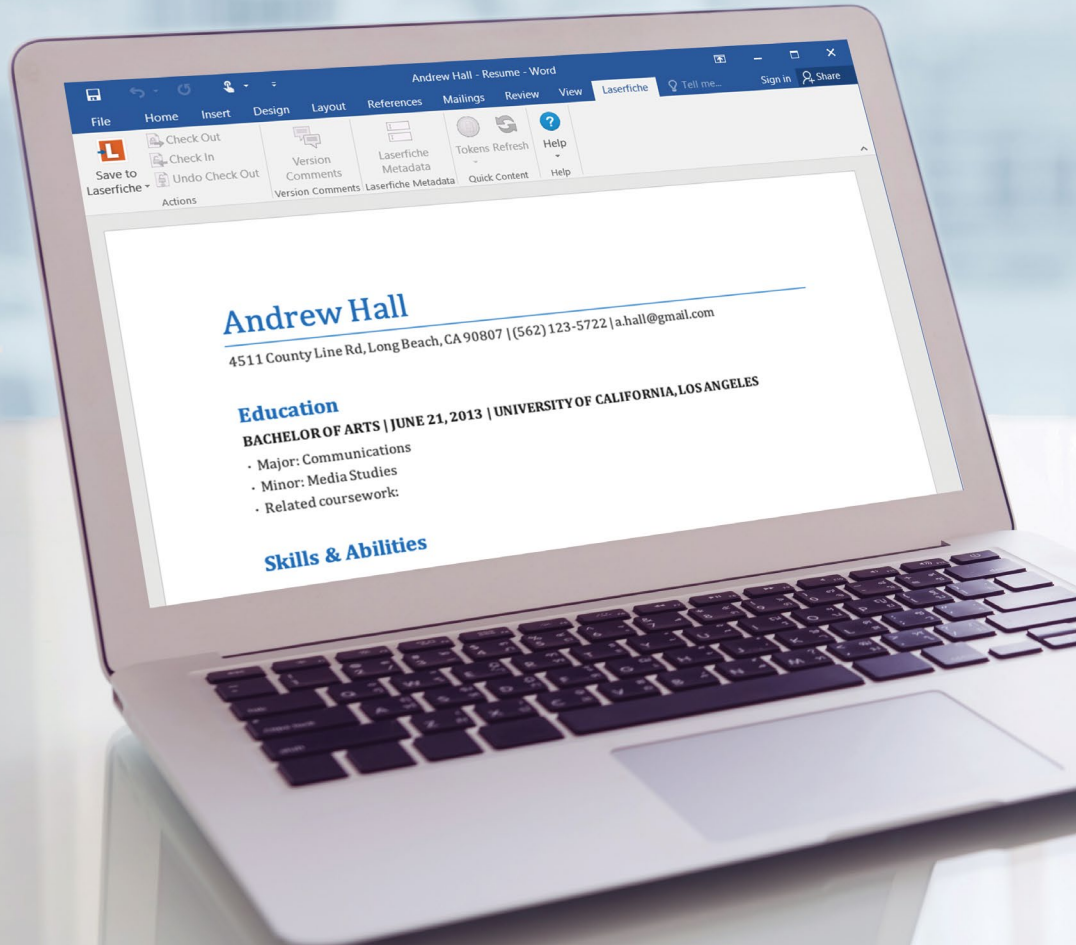 Andrew Hall - Resume - Word
File Home Insert Design Layout References Mailings Review View Laserfiche Tell me... Sign in Share
Save to Laserfiche
Check Out
Check In
Undo Check Out
Actions
Version Comments
Version Comments
Laserfiche Metadata
Laserfiche Metadata
Tokens Refresh
Quick Content
Help
Help
Andrew Hall
4511 County Line Rd, Long Beach, CA 90807 | (562) 123-5722 | a.hall@gmail.com
Education
BACHELOR OF ARTS | JUNE 21, 2013 | UNIVERSITY OF CALIFORNIA, LOS ANGELES
· Major: Communications
· Minor: Media Studies
· Related coursework:
Skills & Abilities